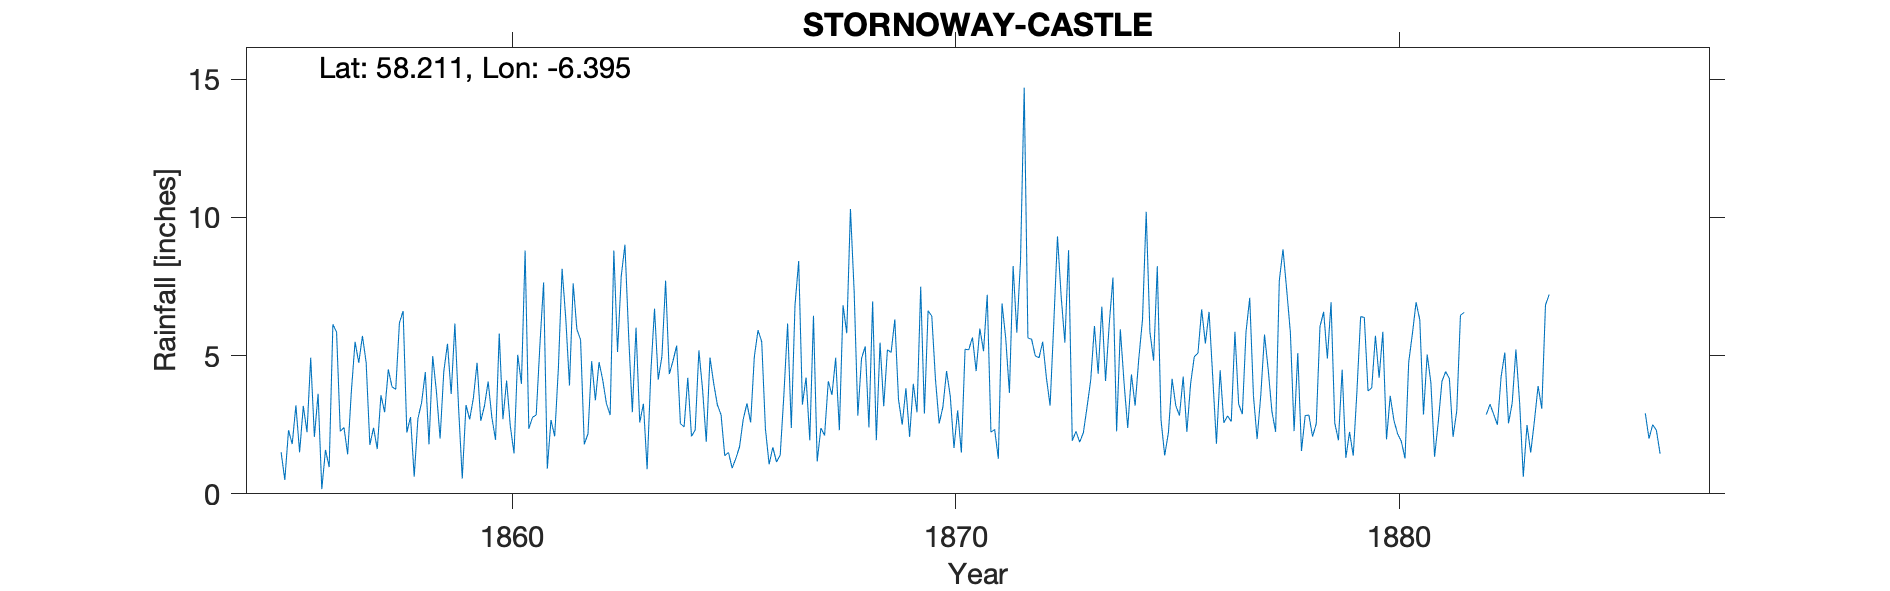 STORNOWAY-CASTLE
Lat: 58.211, Lon: -6.395
15
10
5
0
Rainfall [inches]
1860 1870 1880
Year